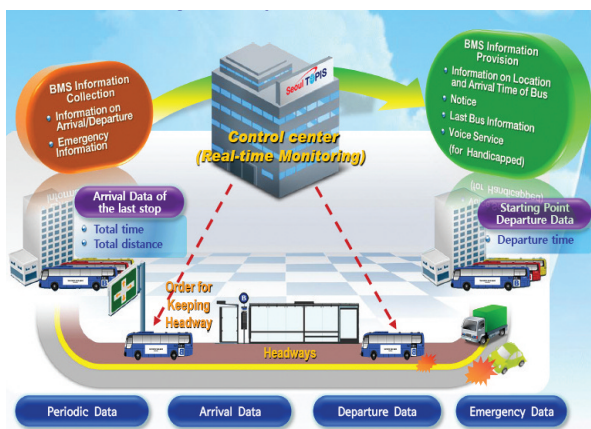 BMS Information
Collection
Information on
Arrival/Departure
Emergency
Information
Seoul TOPIS
Control center
(Real-time Monitoring)
BMS Information
Provision
Information on Location
and Arrival Time of Bus
Notice
Last Bus Information
Voice Service
(for Handicapped)
Arrival Data of
the last stop
Total time
Total distance
Starting Point
Departure Data
Departure time
Order for
Keeping
Headway
B
Headways
Periodic Data
Arrival Data
Departure Data
Emergency Data